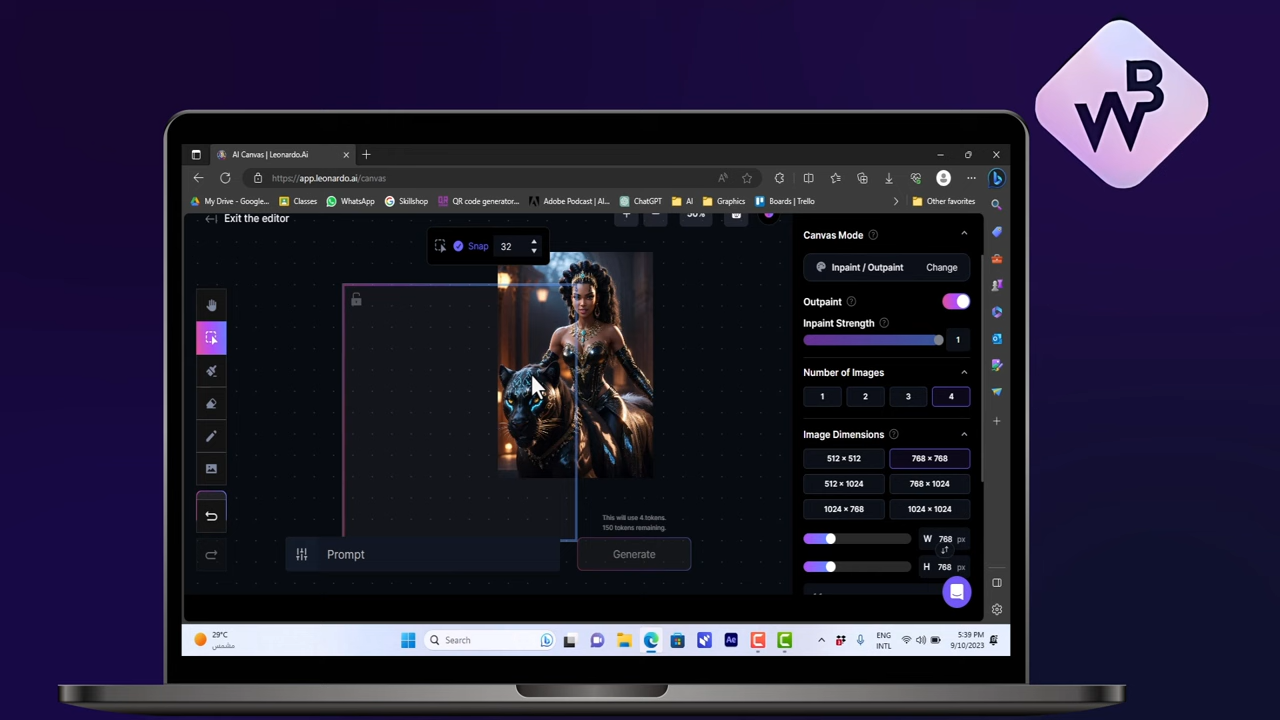 WB
AI Canvas | Leonardo.Ai
https://app.leonardo.ai/canvas
My Drive - Google...
Classes
WhatsApp
Skillshop
QR code generator...
Adobe Podcast | AI...
ChatGPT
AI
Graphics
Boards | Trello
Other favorites
Exit the editor
Snap
32
Canvas Mode
Inpaint / Outpaint
Change
Outpaint
Inpaint Strength
1
Number of Images
1
2
3
4
Image Dimensions
512 × 512
768 × 768
512 × 1024
768 × 1024
1024 × 768
1024 × 1024
W 768 px
H 768 px
This will use 4 tokens.
150 tokens remaining.
Prompt
Generate
29°C
مشمس
Search
Ae
ENG
INTL
5:39 PM
9/10/2023